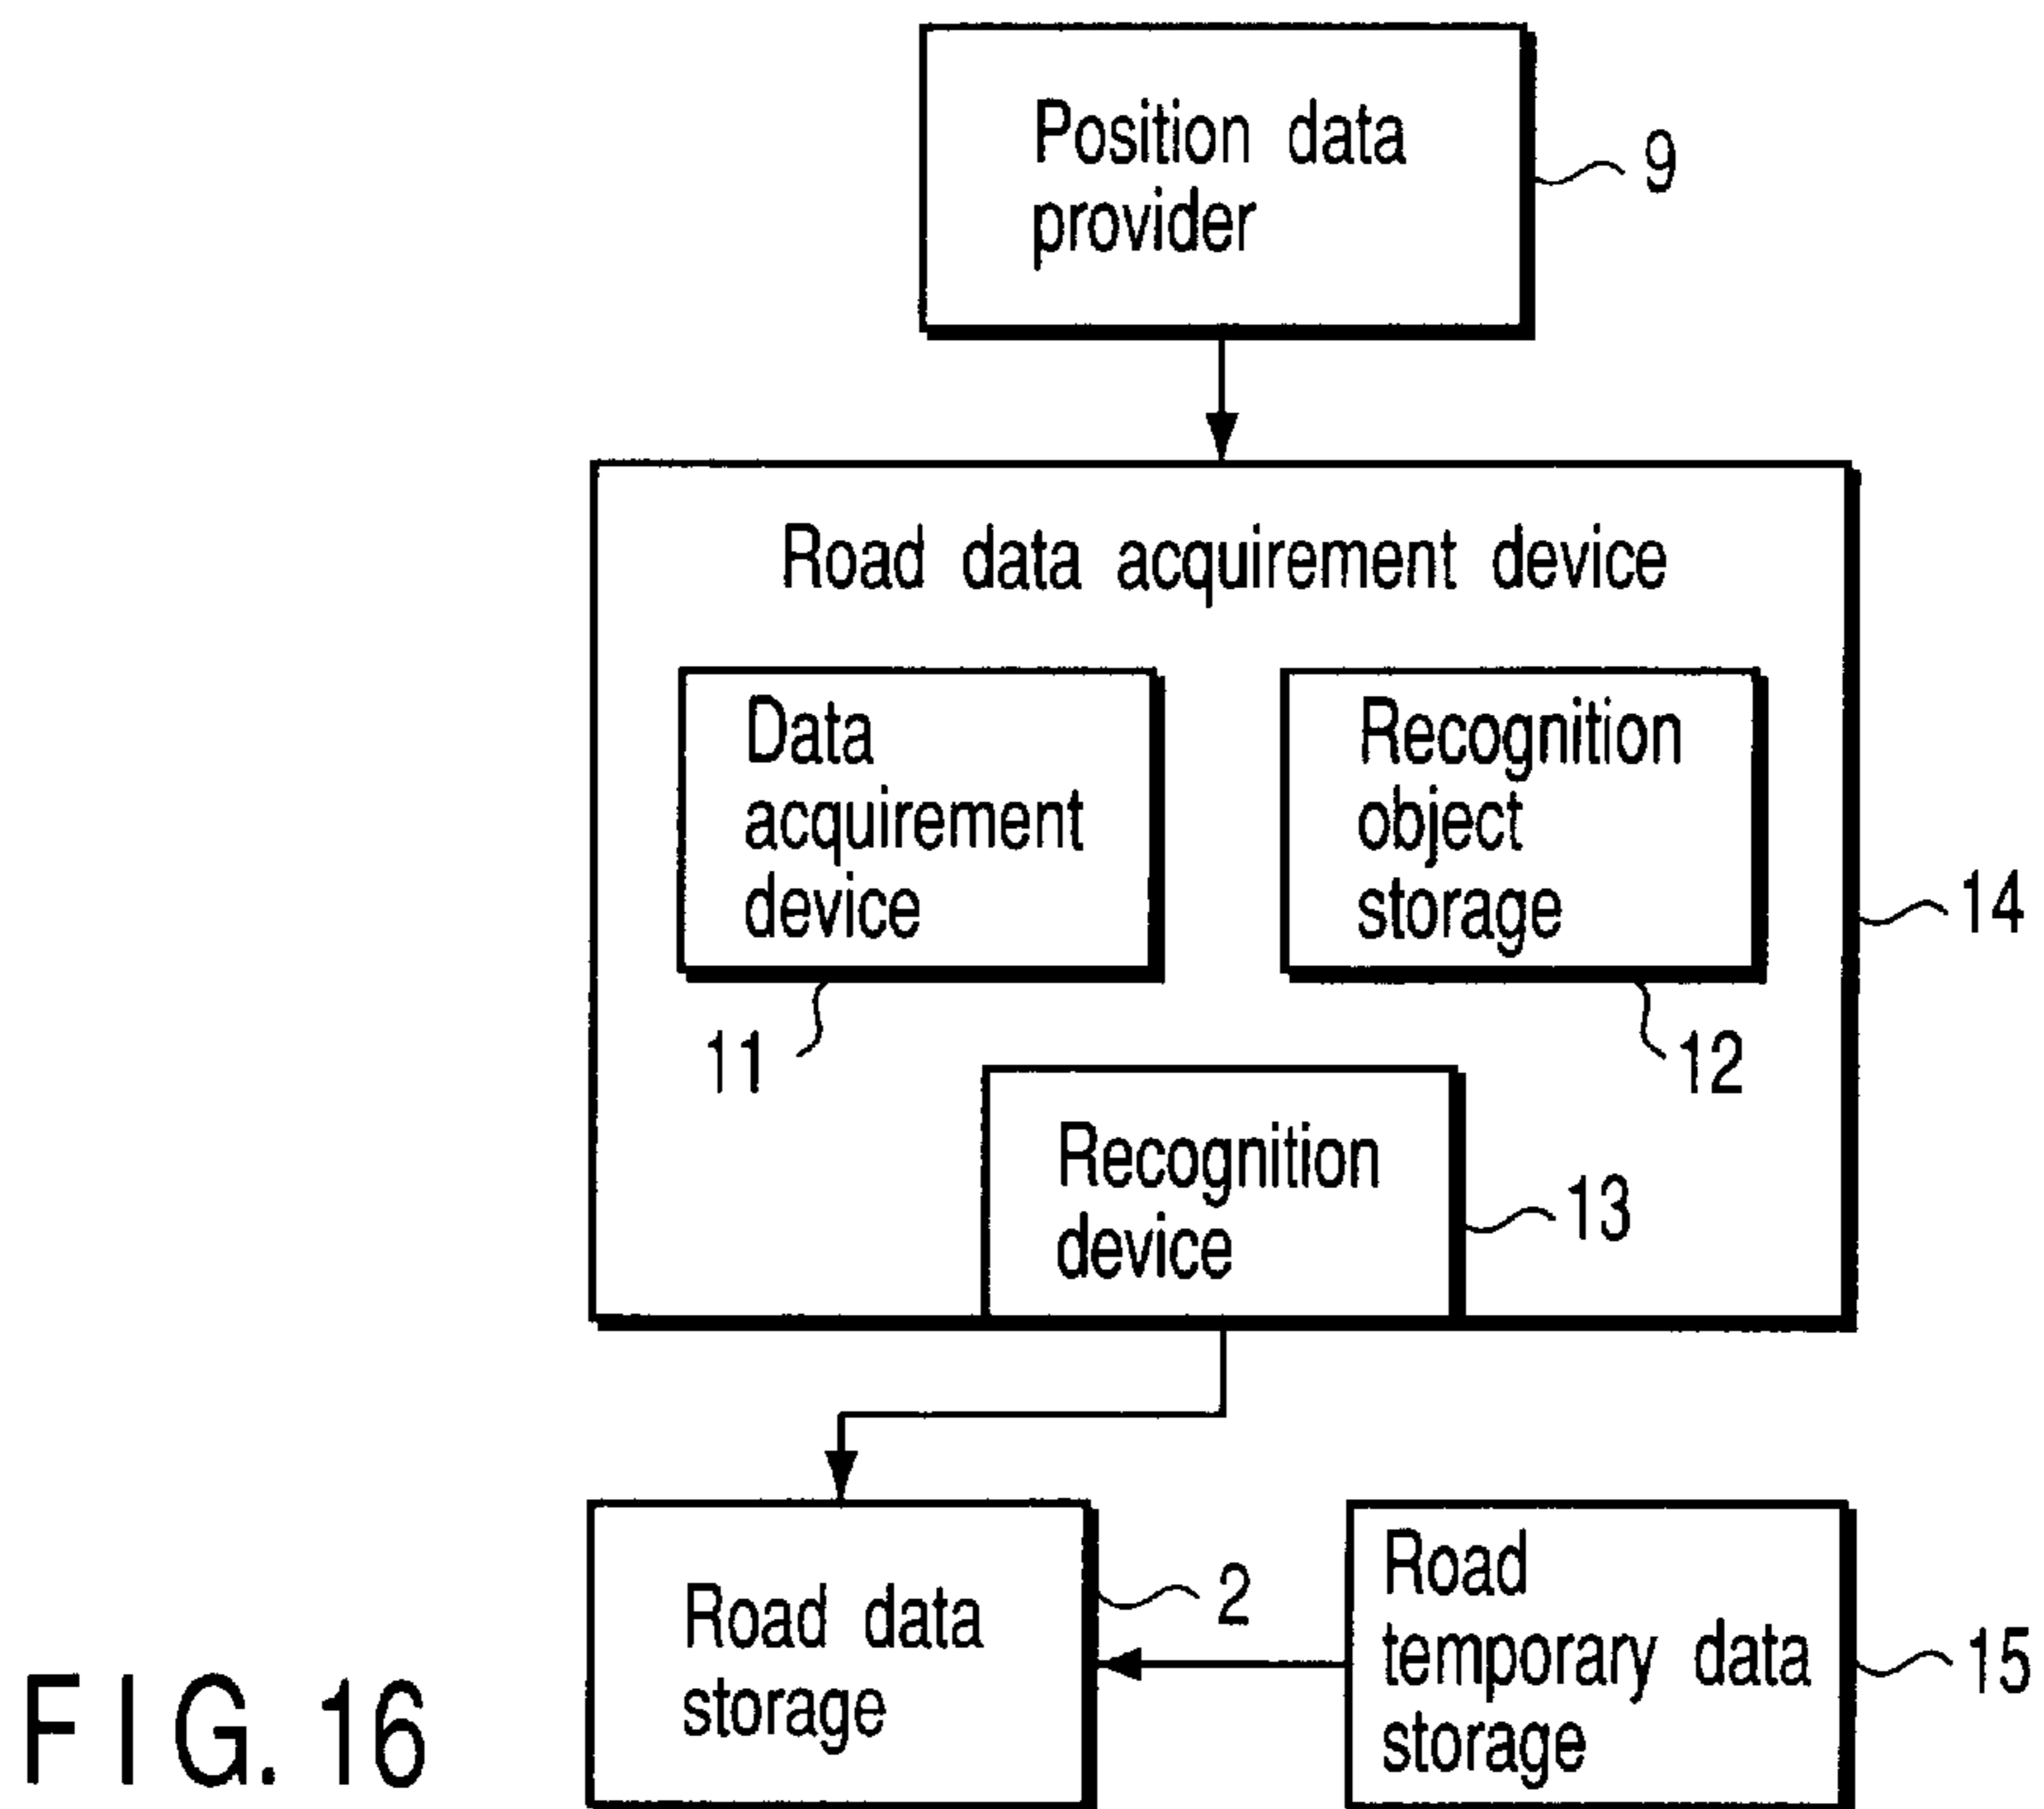 Position data
provider
9
Road data acquirement device
Data
acquirement
device
Recognition
object
storage
14
11
12
Recognition
device
13
Road data
storage
2
Road
temporary data
storage
15
FIG. 16